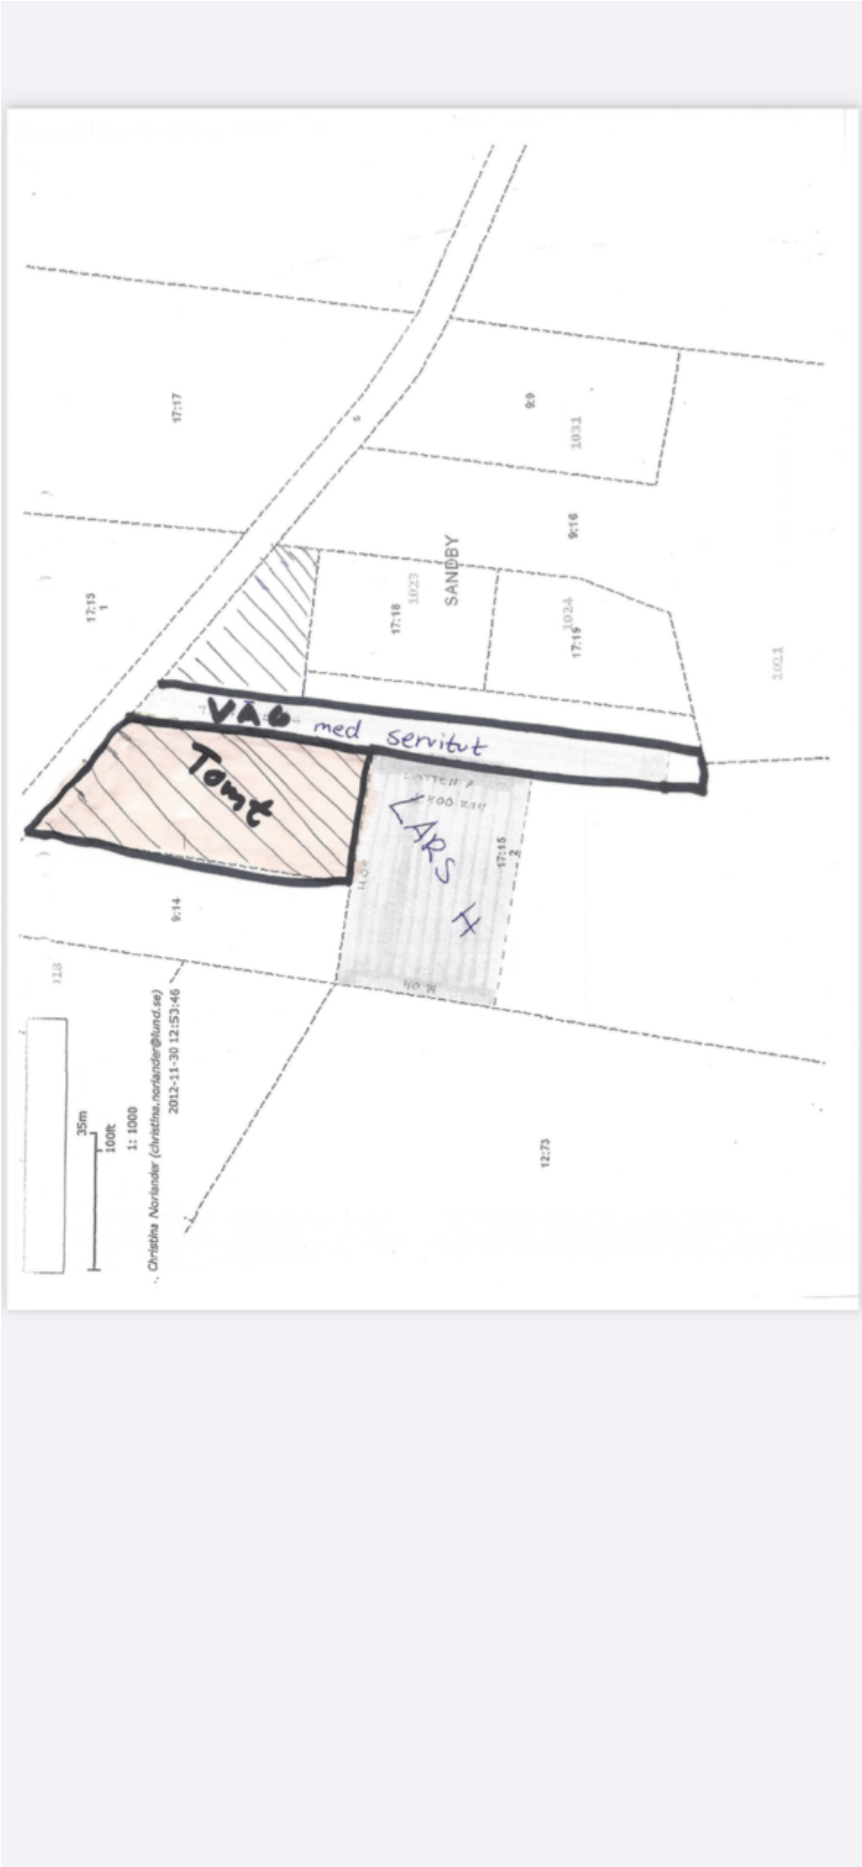 17:17
9:9
1031
9:16
SANDBY
1023
17:18
1024
17:19
17:15
1
1021
VÄG med servitut
Tomt
LARS H
17:15
2
9:14
35m
100ft
1: 1000
Christina Norlander (christina.norlander@lund.se)
2012-11-30 12:53:46
12:73